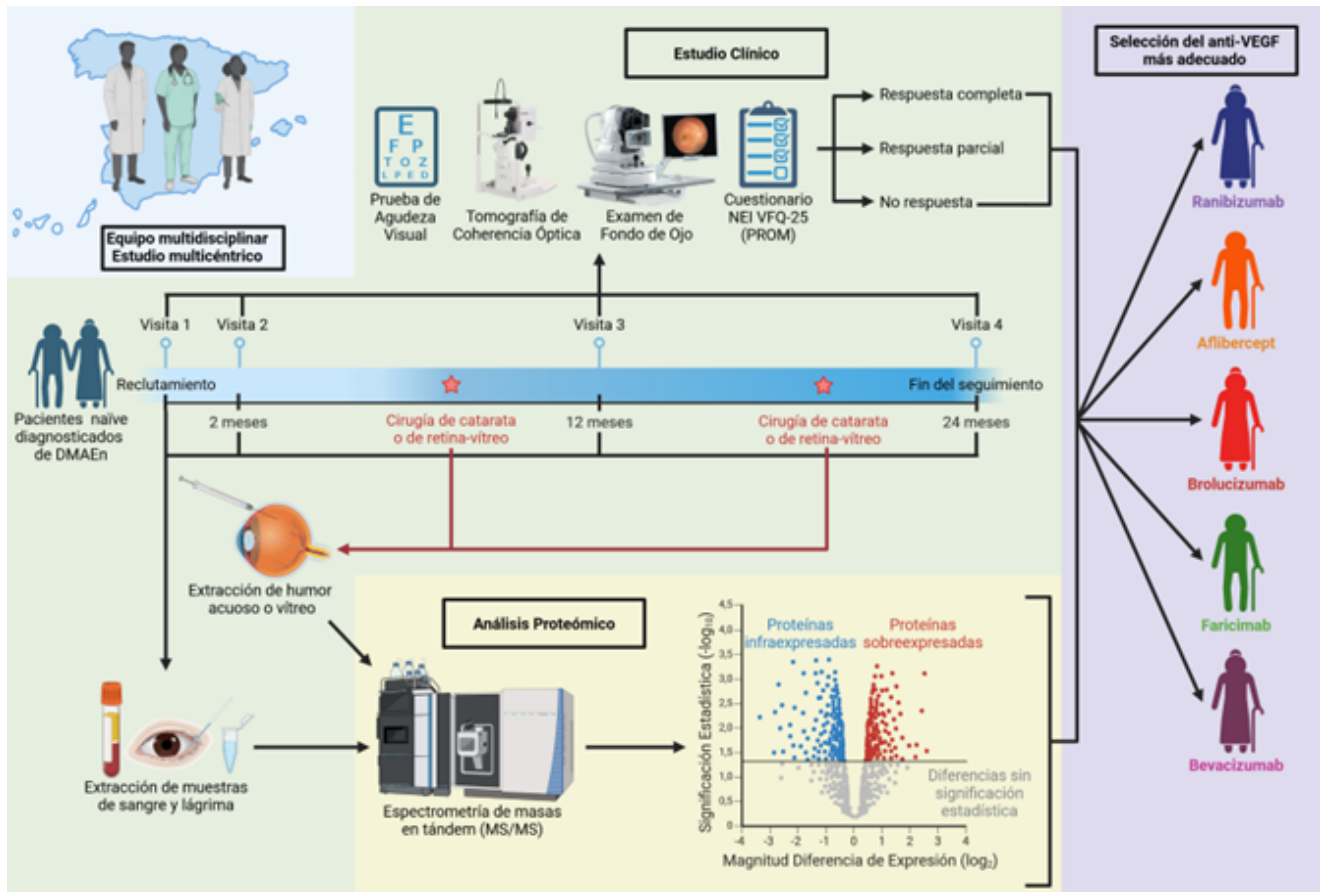 Equipo multidisciplinar
Estudio multicéntrico
Estudio Clínico
E
F P
T O Z
L P E D
Prueba de
Agudeza
Visual
Tomografía de
Coherencia Óptica
Examen de
Fondo de Ojo
Cuestionario
NEI VFQ-25
(PROM)
Respuesta completa
Respuesta parcial
No respuesta
Selección del anti-VEGF
más adecuado
Ranibizumab
Aflibercept
Brolucizumab
Faricimab
Bevacizumab
Visita 1
Visita 2
Visita 3
Visita 4
Reclutamiento
Fin del seguimiento
Pacientes naïve
diagnosticados
de DMAEn
2 meses
Cirugía de catarata
o de retina-vítreo
12 meses
Cirugía de catarata
o de retina-vítreo
24 meses
Extracción de humor
acuoso o vítreo
Extracción de muestras
de sangre y lágrima
Análisis Proteómico
Espectrometría de masas
en tándem (MS/MS)
Significación Estadística (-log₁₀)
4,5
4,0
3,5
3,0
2,5
2,0
1,5
1,0
0,5
0
Proteínas
infraexpresadas
Proteínas
sobreexpresadas
Diferencias sin
significación
estadística
-4 -3 -2 -1 0 1 2 3 4
Magnitud Diferencia de Expresión (log₂)